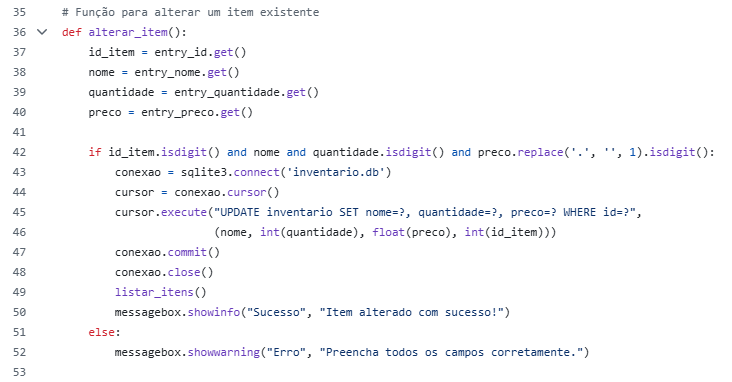 35 # Função para alterar um item existente
36 def alterar_item():
37 id_item = entry_id.get()
38 nome = entry_nome.get()
39 quantidade = entry_quantidade.get()
40 preco = entry_preco.get()
41
42 if id_item.isdigit() and nome and quantidade.isdigit() and preco.replace('.', '', 1).isdigit():
43 conexao = sqlite3.connect('inventario.db')
44 cursor = conexao.cursor()
45 cursor.execute("UPDATE inventario SET nome=?, quantidade=?, preco=? WHERE id=?",
46 (nome, int(quantidade), float(preco), int(id_item)))
47 conexao.commit()
48 conexao.close()
49 listar_itens()
50 messagebox.showinfo("Sucesso", "Item alterado com sucesso!")
51 else:
52 messagebox.showwarning("Erro", "Preencha todos os campos corretamente.")
53